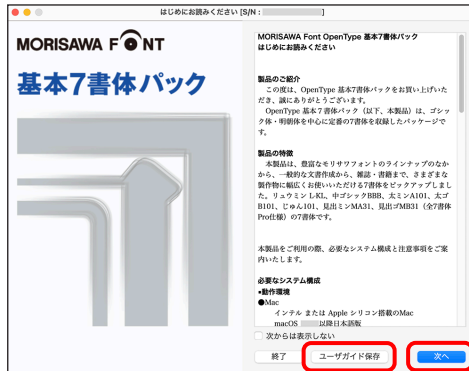 はじめにお読みください [S/N : ]
MORISAWA FONT
基本7書体パック
MORISAWA Font OpenType 基本7書体パック
はじめにお読みください
製品のご紹介
この度は、OpenType 基本7書体パックをお買い上げいた
だき、誠にありがとうございます。
OpenType 基本７書体パック（以下、本製品）は、ゴシッ
ク体・明朝体を中心に定番の7書体を収録したパッケージで
す。
製品の特徴
本製品は、豊富なモリサワフォントのラインナップのなか
から、一般的な文書作成から、雑誌・書籍まで、さまざまな
製作物に幅広くお使いいただける7書体をピックアップしまし
た。リュウミン L-KL、中ゴシックBBB、太ミンA101、太ゴ
B101、じゅん101、見出ミンMA31、見出ゴMB31（全7書体
Pro仕様）の7書体です。
本製品をご利用の際、必要なシステム構成と注意事項をご案
内いたします。
必要なシステム構成
▪動作環境
●Mac
インテル または Apple シリコン搭載のMac
macOS 以降日本語版
次からは表示しない
終了
ユーザガイド保存
次へ